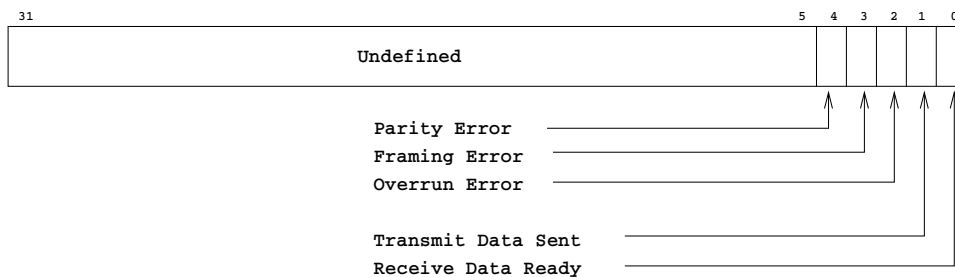 31 5 4 3 2 1 0
Undefined
Parity Error
Framing Error
Overrun Error
Transmit Data Sent
Receive Data Ready